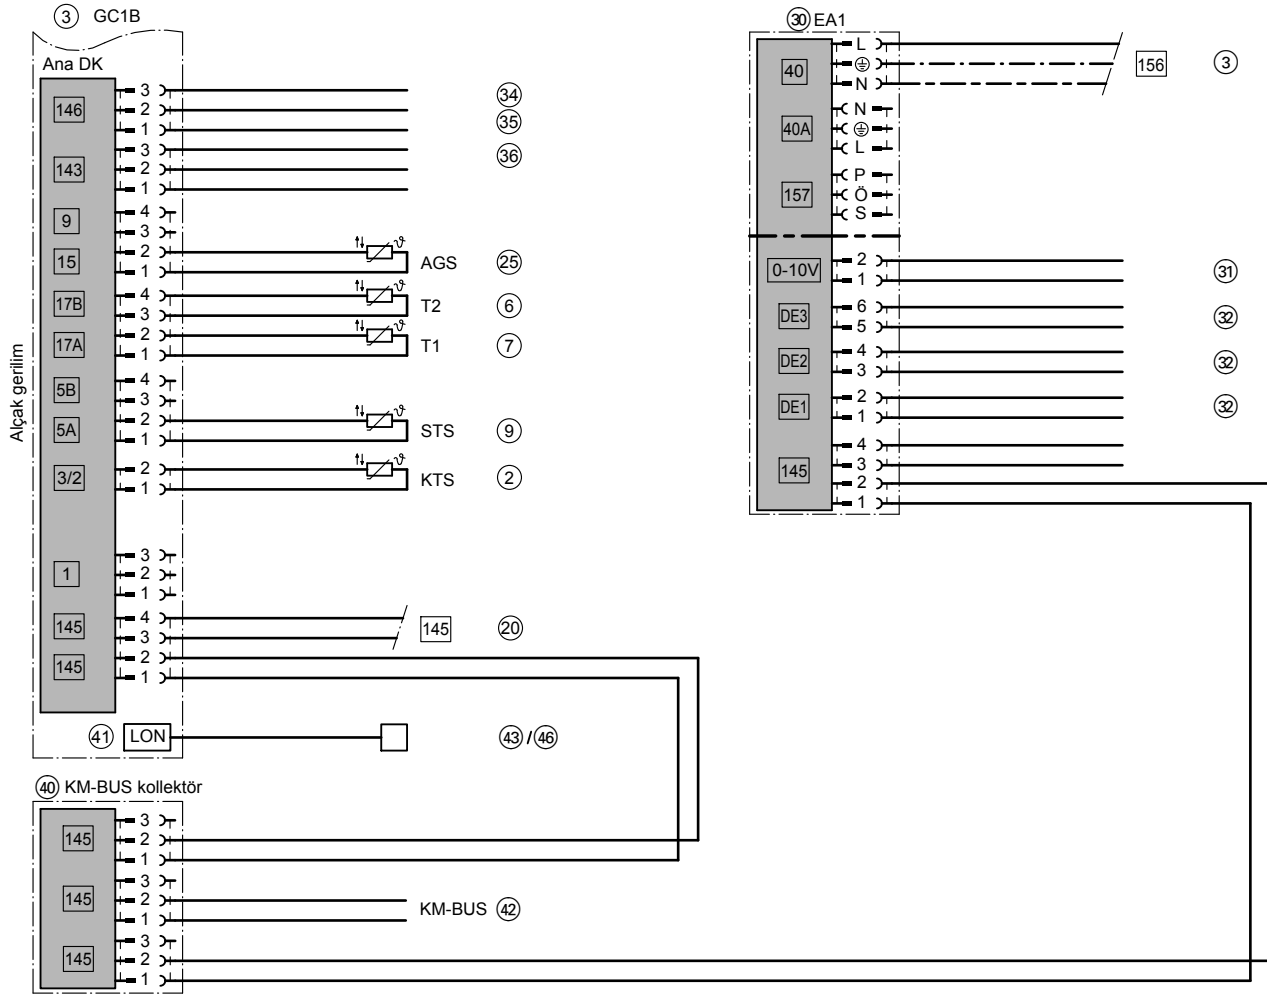 3 GC1B
Ana DK
Alçak gerilim
146
3
2
1
34
35
143
3
2
1
36
9
4
3
15
2
1
AGS 25
17B
4
3
T2 6
17A
2
1
T1 7
5B
4
3
5A
2
1
STS 9
3/2
2
1
KTS 2
1
3
2
1
145
4
3
145 20
145
2
1
41 LON 43 / 46
40 KM-BUS kollektör
145
3
2
1
145
3
2
1
KM-BUS 42
145
3
2
1
30 EA1
40
L
N
156 3
40A
N
L
157
P
Ö
S
0-10V
2
1
31
DE3
6
5
32
DE2
4
3
32
DE1
2
1
32
145
4
3
2
1